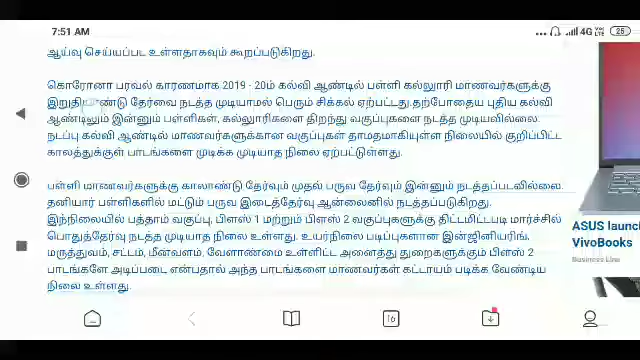 7:51 AM
4G
25
ஆய்வு செய்யப்பட உள்ளதாகவும் கூறப்படுகிறது.
கொரோனா பரவல் காரணமாக 2019 - 20ம் கல்வி ஆண்டில் பள்ளி கல்லூரி மாணவர்களுக்கு
இறுதியாண்டு தேர்வை நடத்த முடியாமல் பெரும் சிக்கல் ஏற்பட்டது.தற்போதைய புதிய கல்வி
ஆண்டிலும் இன்னும் பள்ளிகள், கல்லூரிகளை திறந்து வகுப்புகளை நடத்த முடியவில்லை.
நடப்பு கல்வி ஆண்டில் மாணவர்களுக்கான வகுப்புகள் தாமதமாகியுள்ள நிலையில் குறிப்பிட்ட
காலத்துக்குள் பாடங்களை முடிக்க முடியாத நிலை ஏற்பட்டுள்ளது.
பள்ளி மாணவர்களுக்கு காலாண்டு தேர்வும் முதல் பருவ தேர்வும் இன்னும் நடத்தப்படவில்லை.
தனியார் பள்ளிகளில் மட்டும் பருவ இடைத்தேர்வு ஆன்லைனில் நடத்தப்படுகிறது.
இந்நிலையில் பத்தாம் வகுப்பு, பிளஸ் 1 மற்றும் பிளஸ் 2 வகுப்புகளுக்கு திட்டமிட்டபடி மார்ச்சில்
பொதுத்தேர்வு நடத்த முடியாத நிலை உள்ளது. உயர்நிலை படிப்புகளான இன்ஜினியரிங்,
மருத்துவம், சட்டம், மீன்வளம், வேளாண்மை உள்ளிட்ட அனைத்து துறைகளுக்கும் பிளஸ் 2
பாடங்களே அடிப்படை என்பதால் அந்த பாடங்களை மாணவர்கள் கட்டாயம் படிக்க வேண்டிய
நிலை உள்ளது.
ASUS launc
VivoBooks
Business Line
16